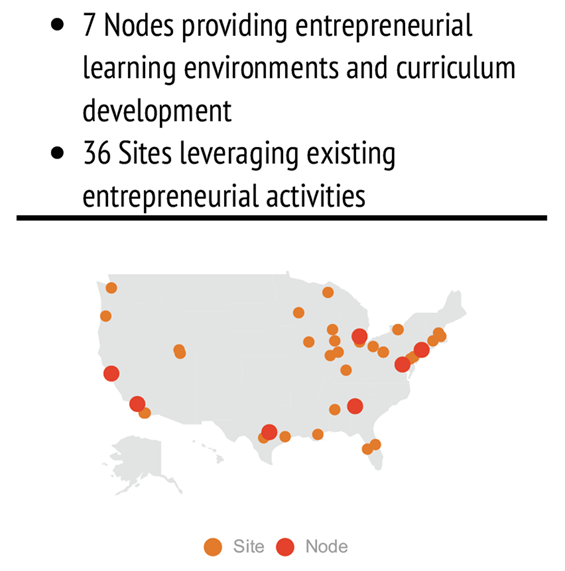 • 7 Nodes providing entrepreneurial
learning environments and curriculum
development
• 36 Sites leveraging existing
entrepreneurial activities
Site Node